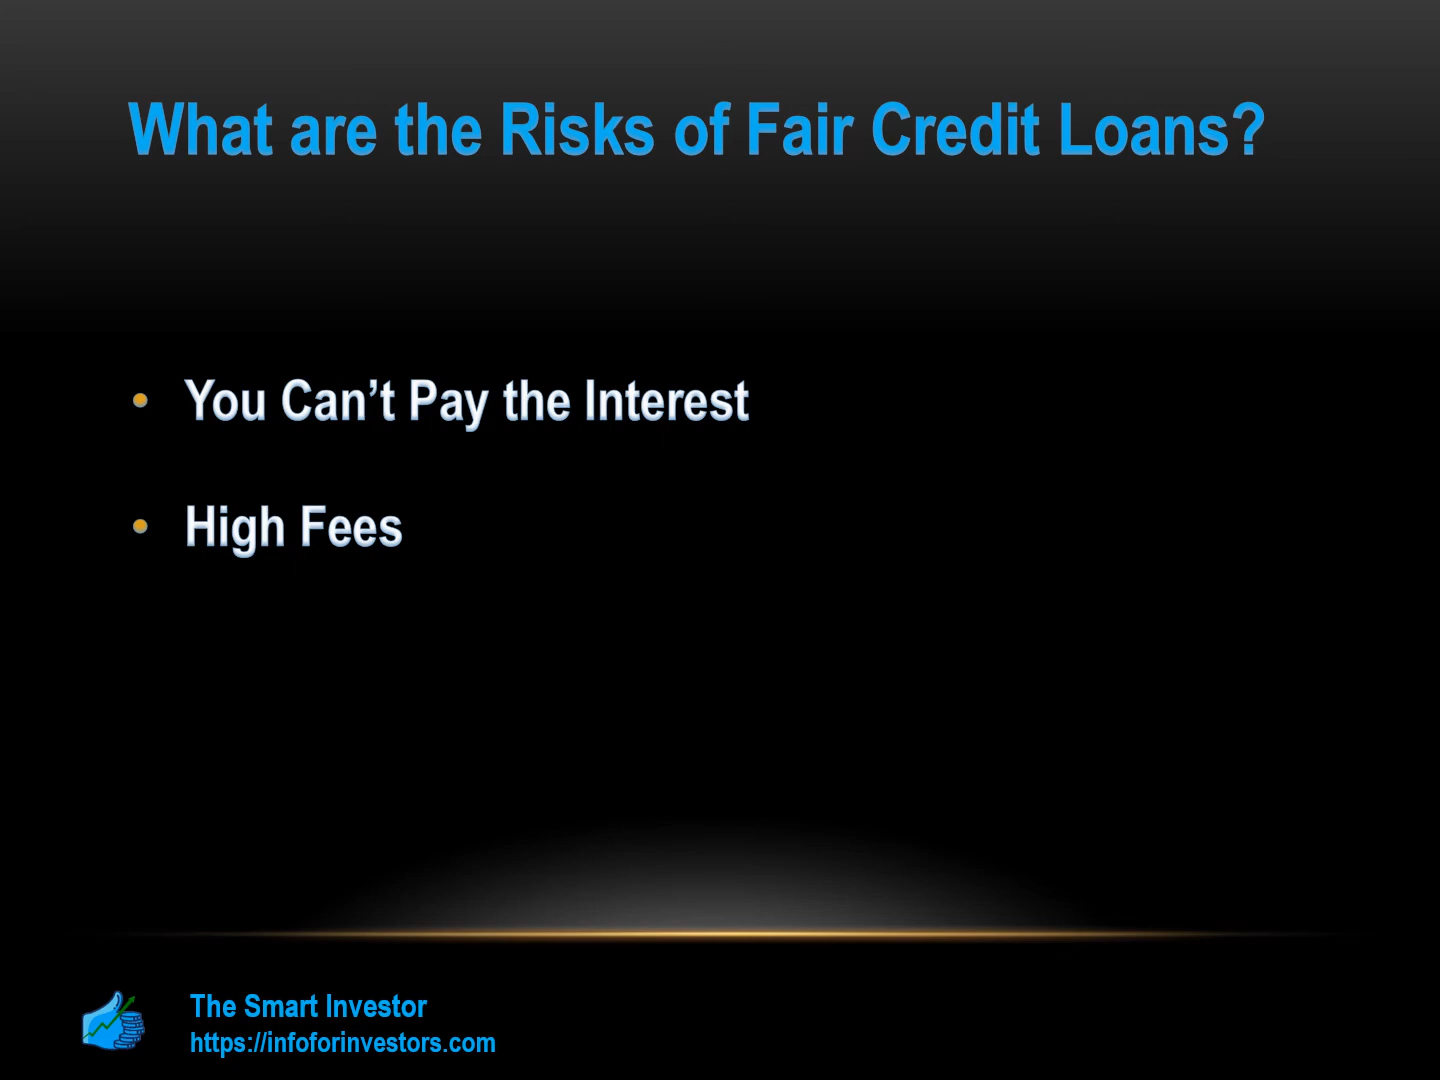 What are the Risks of Fair Credit Loans?
• You Can’t Pay the Interest
• High Fees
The Smart Investor
https://infoforinvestors.com